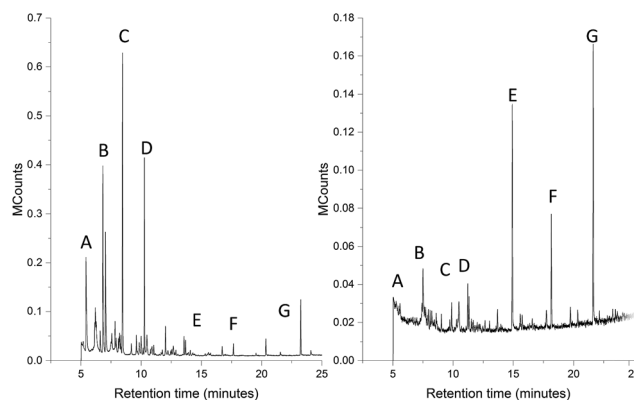 0.7
0.6
0.5
0.4
0.3
0.2
0.1
0.0
MCounts
A
B
C
D
E
F
G
5
10
15
20
25
Retention time (minutes)
0.18
0.16
0.14
0.12
0.10
0.08
0.06
0.04
0.02
0.00
MCounts
A
B
C
D
E
F
G
5
10
15
20
2
Retention time (minutes)